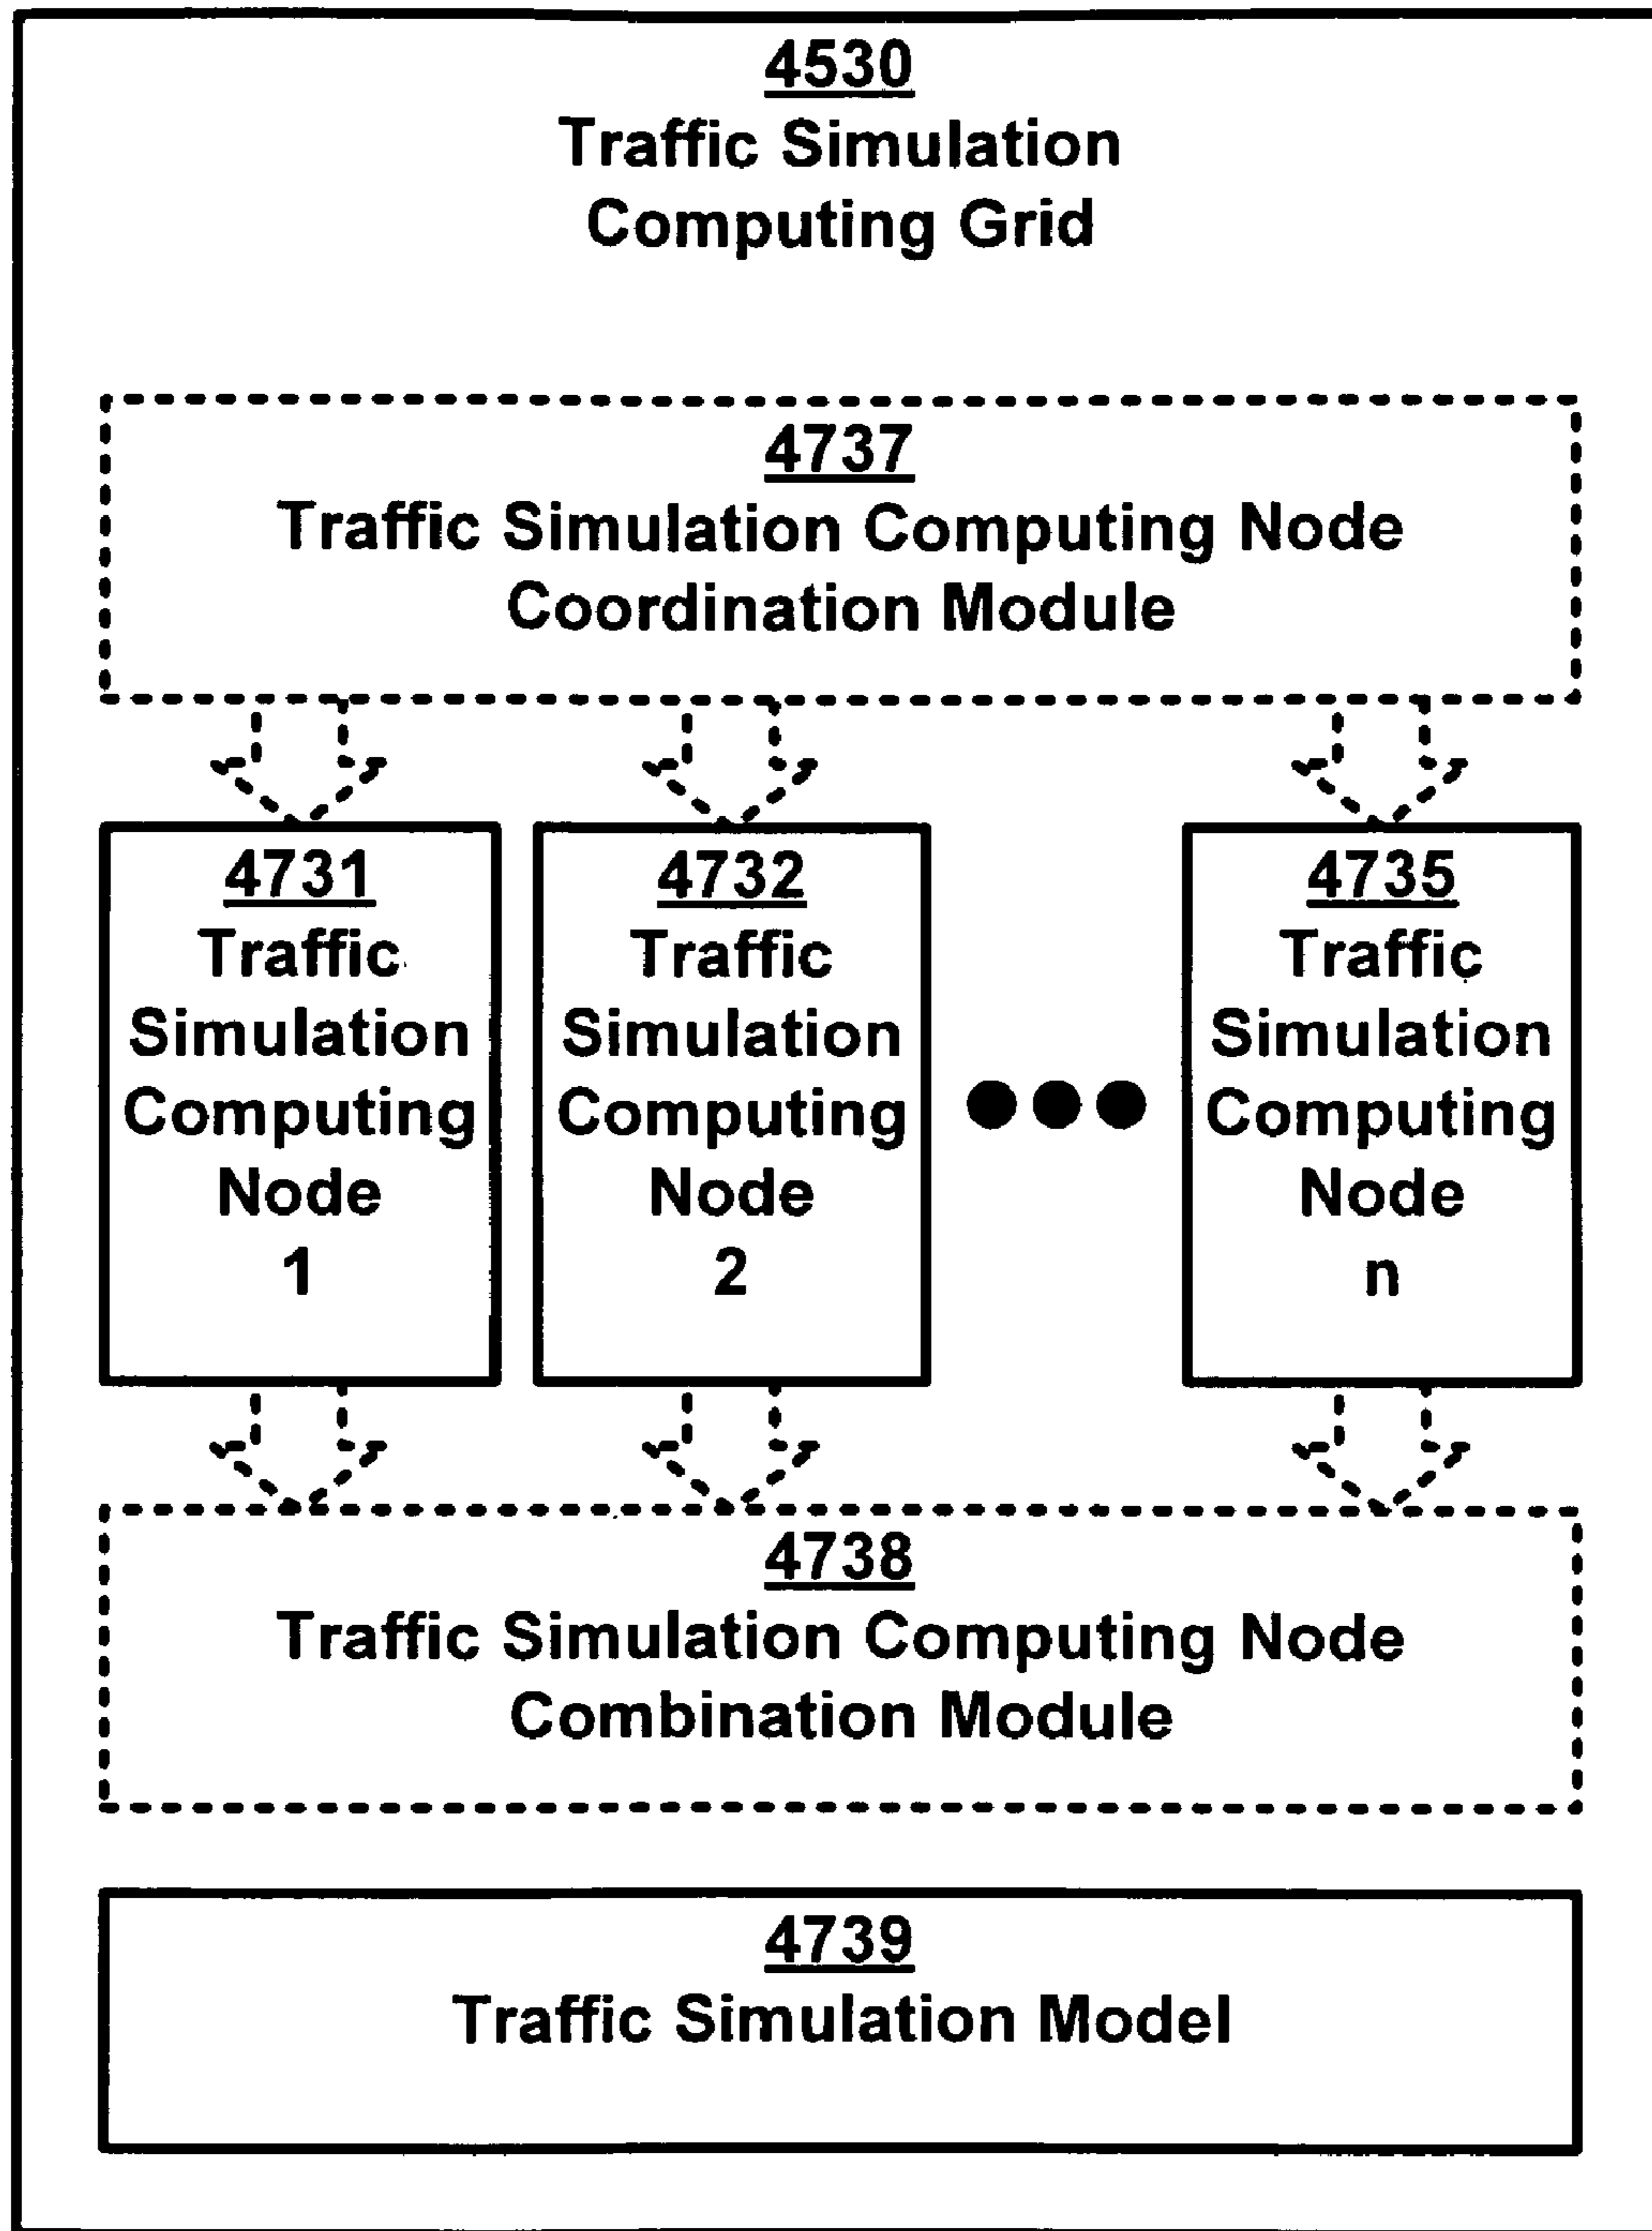 4530
Traffic Simulation
Computing Grid
4737
Traffic Simulation Computing Node
Coordination Module
4731
Traffic
Simulation
Computing
Node
1
4732
Traffic
Simulation
Computing
Node
2
4735
Traffic
Simulation
Computing
Node
n
4738
Traffic Simulation Computing Node
Combination Module
4739
Traffic Simulation Model